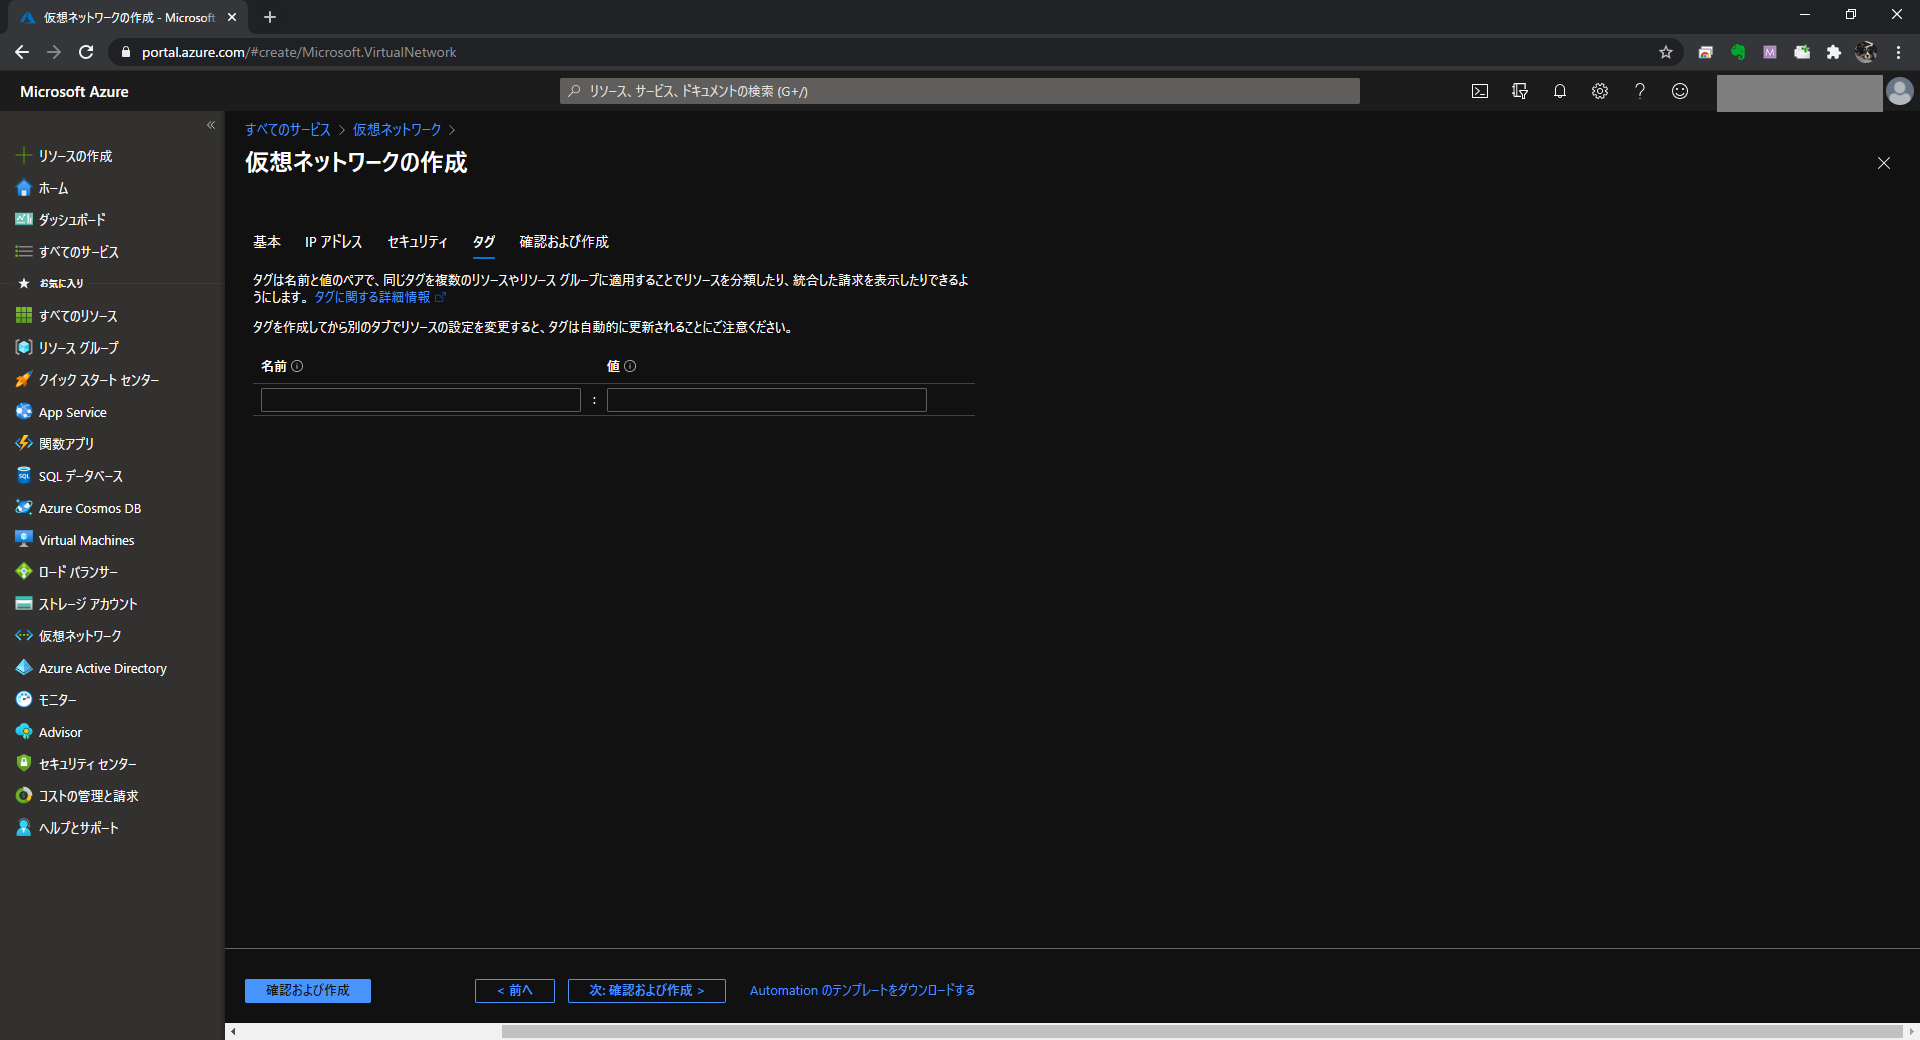 仮想ネットワークの作成 - Microsoft
portal.azure.com/#create/Microsoft.VirtualNetwork
Microsoft Azure
リソース、サービス、ドキュメントの検索 (G+/)
リソースの作成
ホーム
ダッシュボード
すべてのサービス
お気に入り
すべてのリソース
リソース グループ
クイック スタート センター
App Service
関数アプリ
SQL データベース
Azure Cosmos DB
Virtual Machines
ロード バランサー
ストレージ アカウント
仮想ネットワーク
Azure Active Directory
モニター
Advisor
セキュリティ センター
コストの管理と請求
ヘルプとサポート
すべてのサービス > 仮想ネットワーク >
仮想ネットワークの作成
基本 IP アドレス セキュリティ タグ 確認および作成
タグは名前と値のペアで、同じタグを複数のリソースやリソース グループに適用することでリソースを分類したり、統合した請求を表示したりできるよ
うにします。 タグに関する詳細情報
タグを作成してから別のタブでリソースの設定を変更すると、タグは自動的に更新されることにご注意ください。
名前 値
:
確認および作成 < 前へ 次: 確認および作成 > Automation のテンプレートをダウンロードする